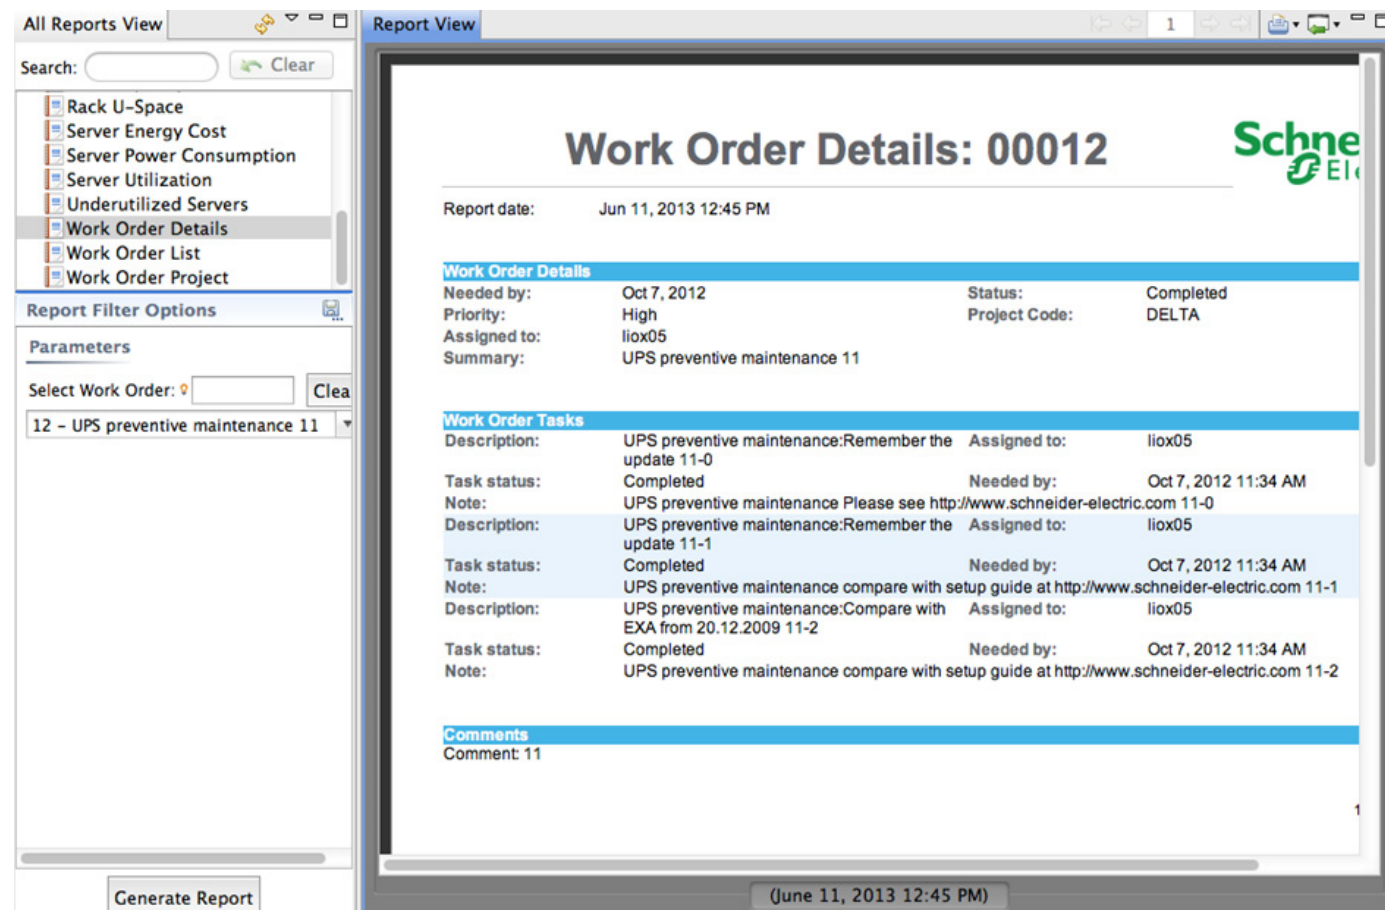 All Reports View
Search:
Clear
Rack U-Space
Server Energy Cost
Server Power Consumption
Server Utilization
Underutilized Servers
Work Order Details
Work Order List
Work Order Project
Report Filter Options
Parameters
Select Work Order:
Clea
12 - UPS preventive maintenance 11
Generate Report
Report View
1
Work Order Details: 00012
Schne
Ele
Report date: Jun 11, 2013 12:45 PM
Work Order Details
Needed by: Oct 7, 2012 Status: Completed
Priority: High Project Code: DELTA
Assigned to: liox05
Summary: UPS preventive maintenance 11
Work Order Tasks
Description: UPS preventive maintenance:Remember the Assigned to: liox05
update 11-0
Task status: Completed Needed by: Oct 7, 2012 11:34 AM
Note: UPS preventive maintenance Please see http://www.schneider-electric.com 11-0
Description: UPS preventive maintenance:Remember the Assigned to: liox05
update 11-1
Task status: Completed Needed by: Oct 7, 2012 11:34 AM
Note: UPS preventive maintenance compare with setup guide at http://www.schneider-electric.com 11-1
Description: UPS preventive maintenance:Compare with Assigned to: liox05
EXA from 20.12.2009 11-2
Task status: Completed Needed by: Oct 7, 2012 11:34 AM
Note: UPS preventive maintenance compare with setup guide at http://www.schneider-electric.com 11-2
Comments
Comment: 11
1
(June 11, 2013 12:45 PM)